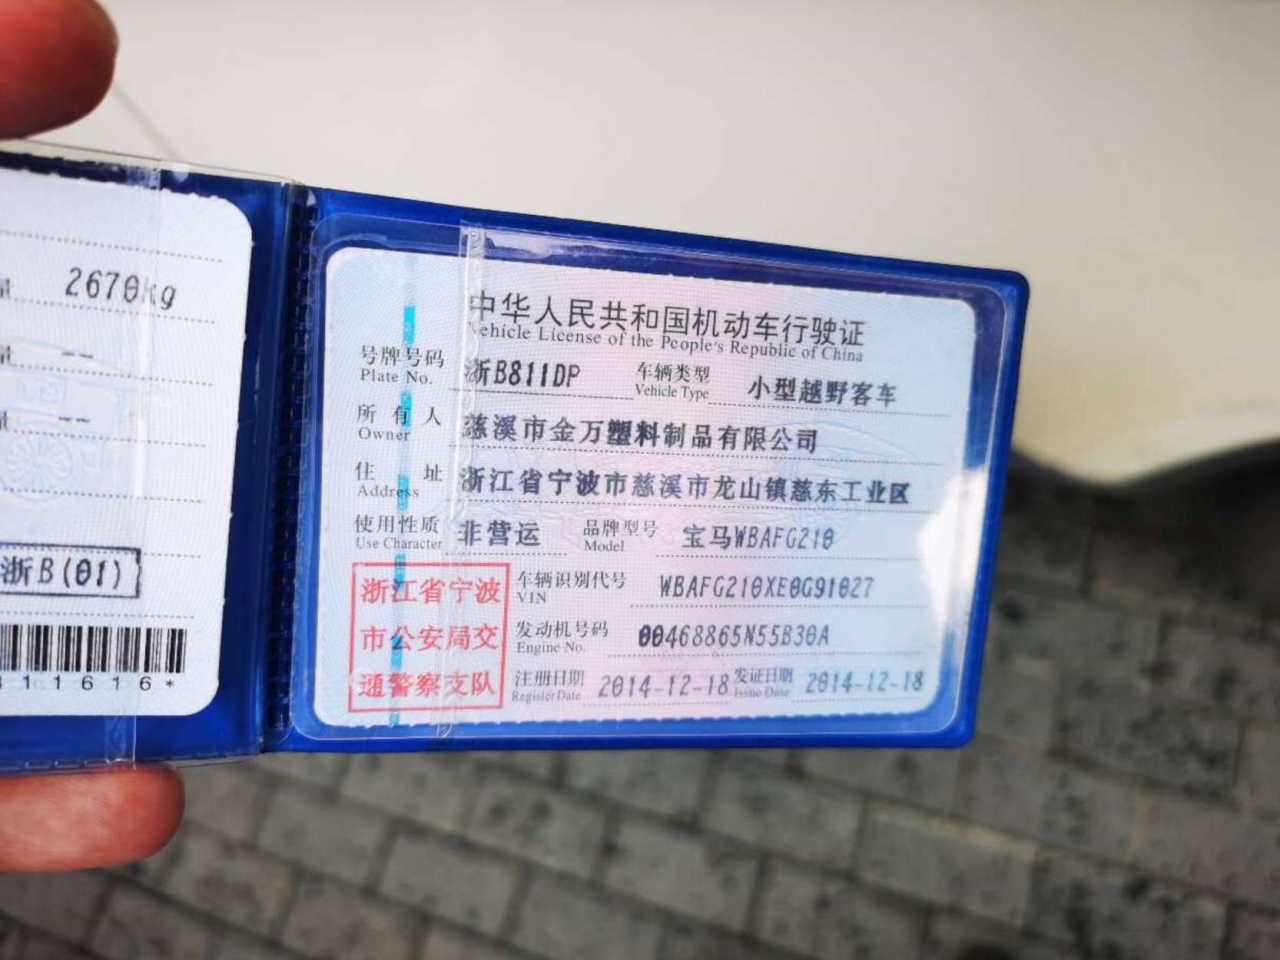 2670kg
浙B(01)
11616*
中华人民共和国机动车行驶证
Vehicle License of the People's Republic of China
号牌号码 浙B811DP 车辆类型 小型越野客车
Plate No. Vehicle Type
所有人 慈溪市金万塑料制品有限公司
Owner
住址 浙江省宁波市慈溪市龙山镇慈东工业区
Address
使用性质 非营运 品牌型号 宝马WBAFG210
Use Character Model
浙江省宁波
市公安局交
通警察支队
车辆识别代号 WBAFG210XE0G91027
VIN
发动机号码 00468865N55B30A
Engine No.
注册日期 2014-12-18 发证日期 2014-12-18
Register Date Issue Date